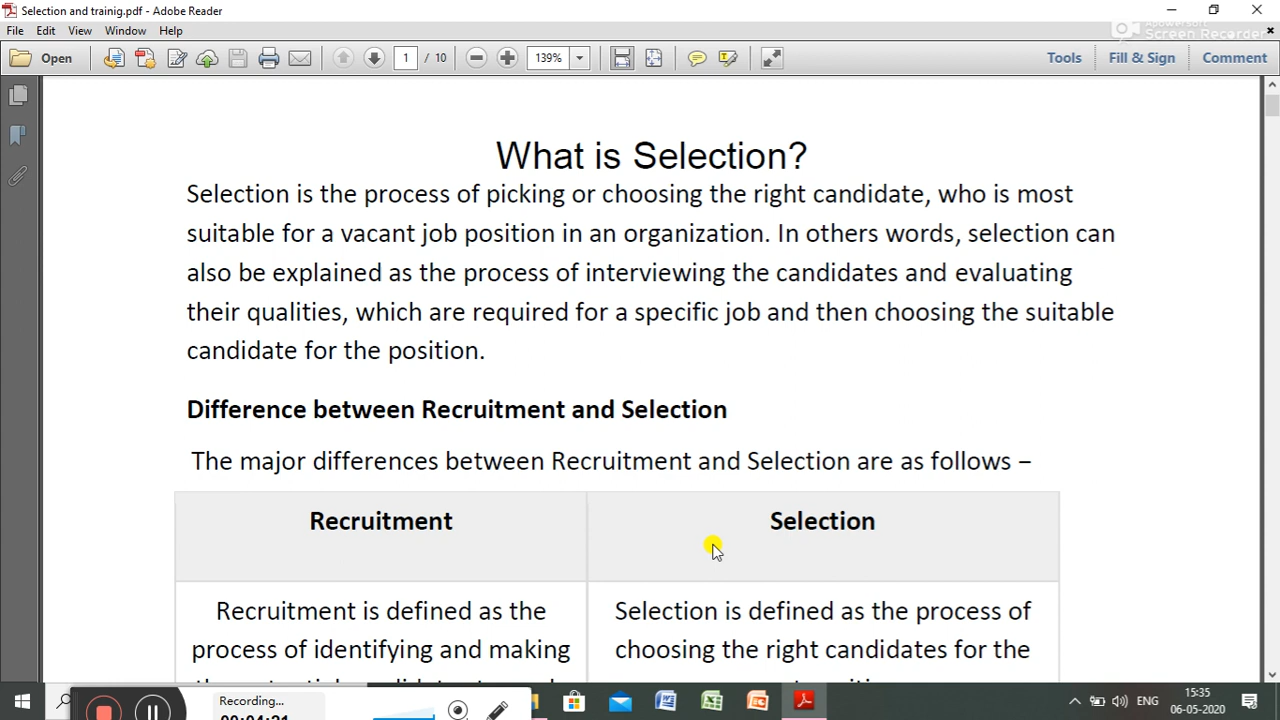 Selection and trainig.pdf - Adobe Reader
File Edit View Window Help
Apowersoft
Screen Recorder
Open 1 / 10 139% Tools Fill & Sign Comment
What is Selection?
Selection is the process of picking or choosing the right candidate, who is most
suitable for a vacant job position in an organization. In others words, selection can
also be explained as the process of interviewing the candidates and evaluating
their qualities, which are required for a specific job and then choosing the suitable
candidate for the position.
Difference between Recruitment and Selection
The major differences between Recruitment and Selection are as follows −
Recruitment Selection
Recruitment is defined as the
process of identifying and making
Selection is defined as the process of
choosing the right candidates for the
Recording...
00:04:21
ENG
15:35
06-05-2020